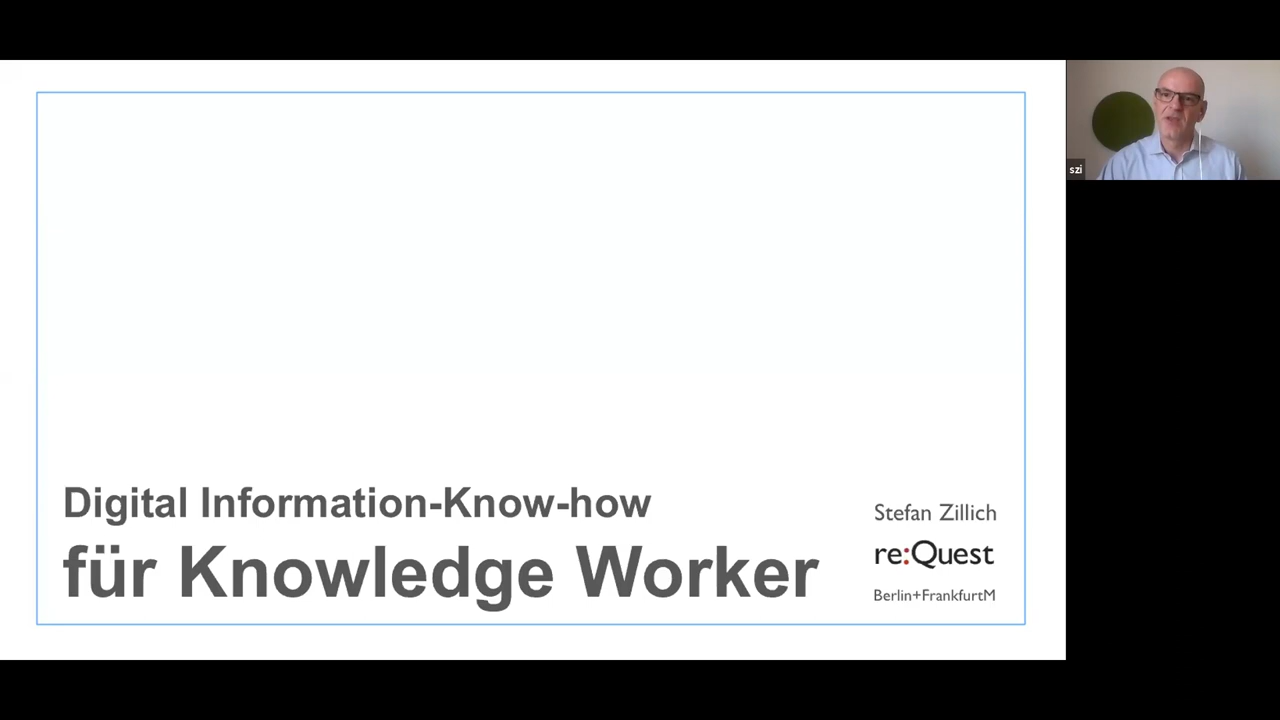 Digital Information-Know-how
für Knowledge Worker
Stefan Zillich
re:Quest
Berlin+FrankfurtM
szi